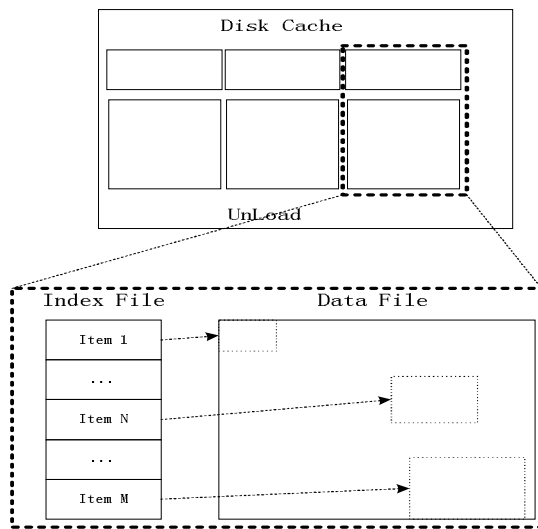 Disk Cache
UnLoad
Index File Data File
Item 1
...
Item N
...
Item M